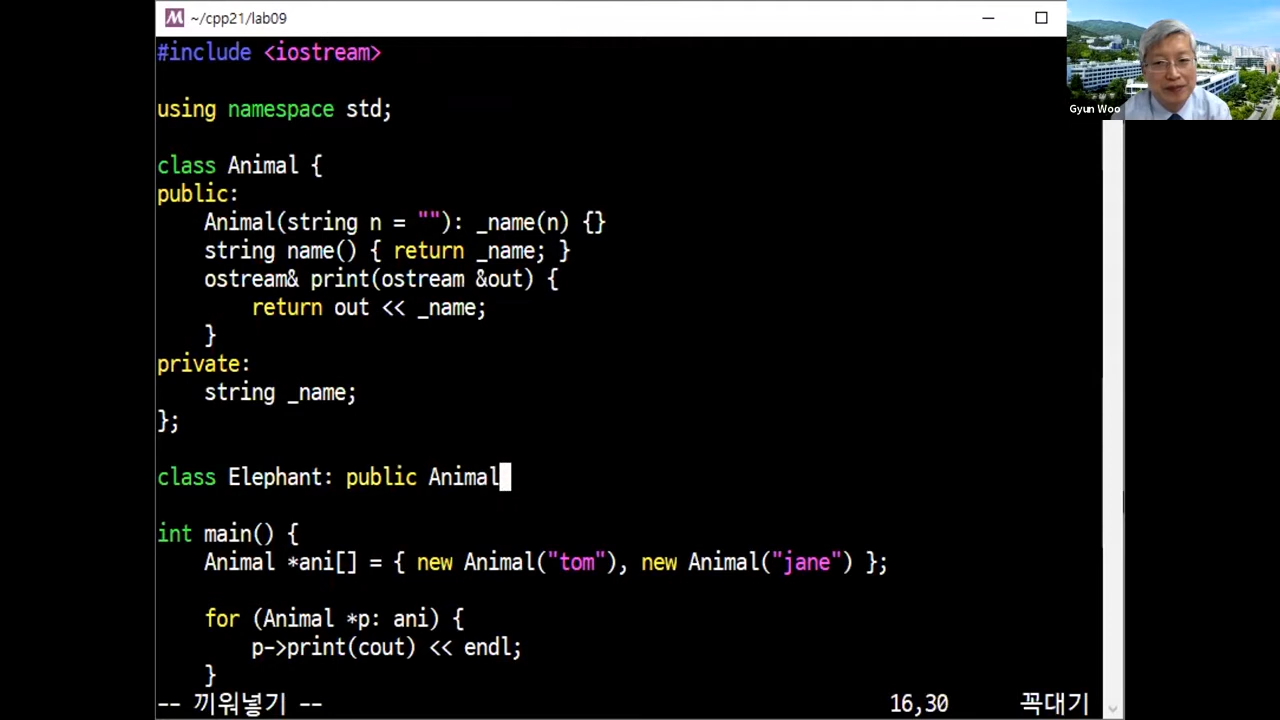 ~/cpp21/lab09
#include <iostream>
using namespace std;
class Animal {
public:
    Animal(string n = ""): _name(n) {}
    string name() { return _name; }
    ostream& print(ostream &out) {
        return out << _name;
    }
private:
    string _name;
};
class Elephant: public Animal
int main() {
    Animal *ani[] = { new Animal("tom"), new Animal("jane") };
    for (Animal *p: ani) {
        p->print(cout) << endl;
    }
-- 끼워넣기 -- 16,30 꼭대기
Gyun Woo